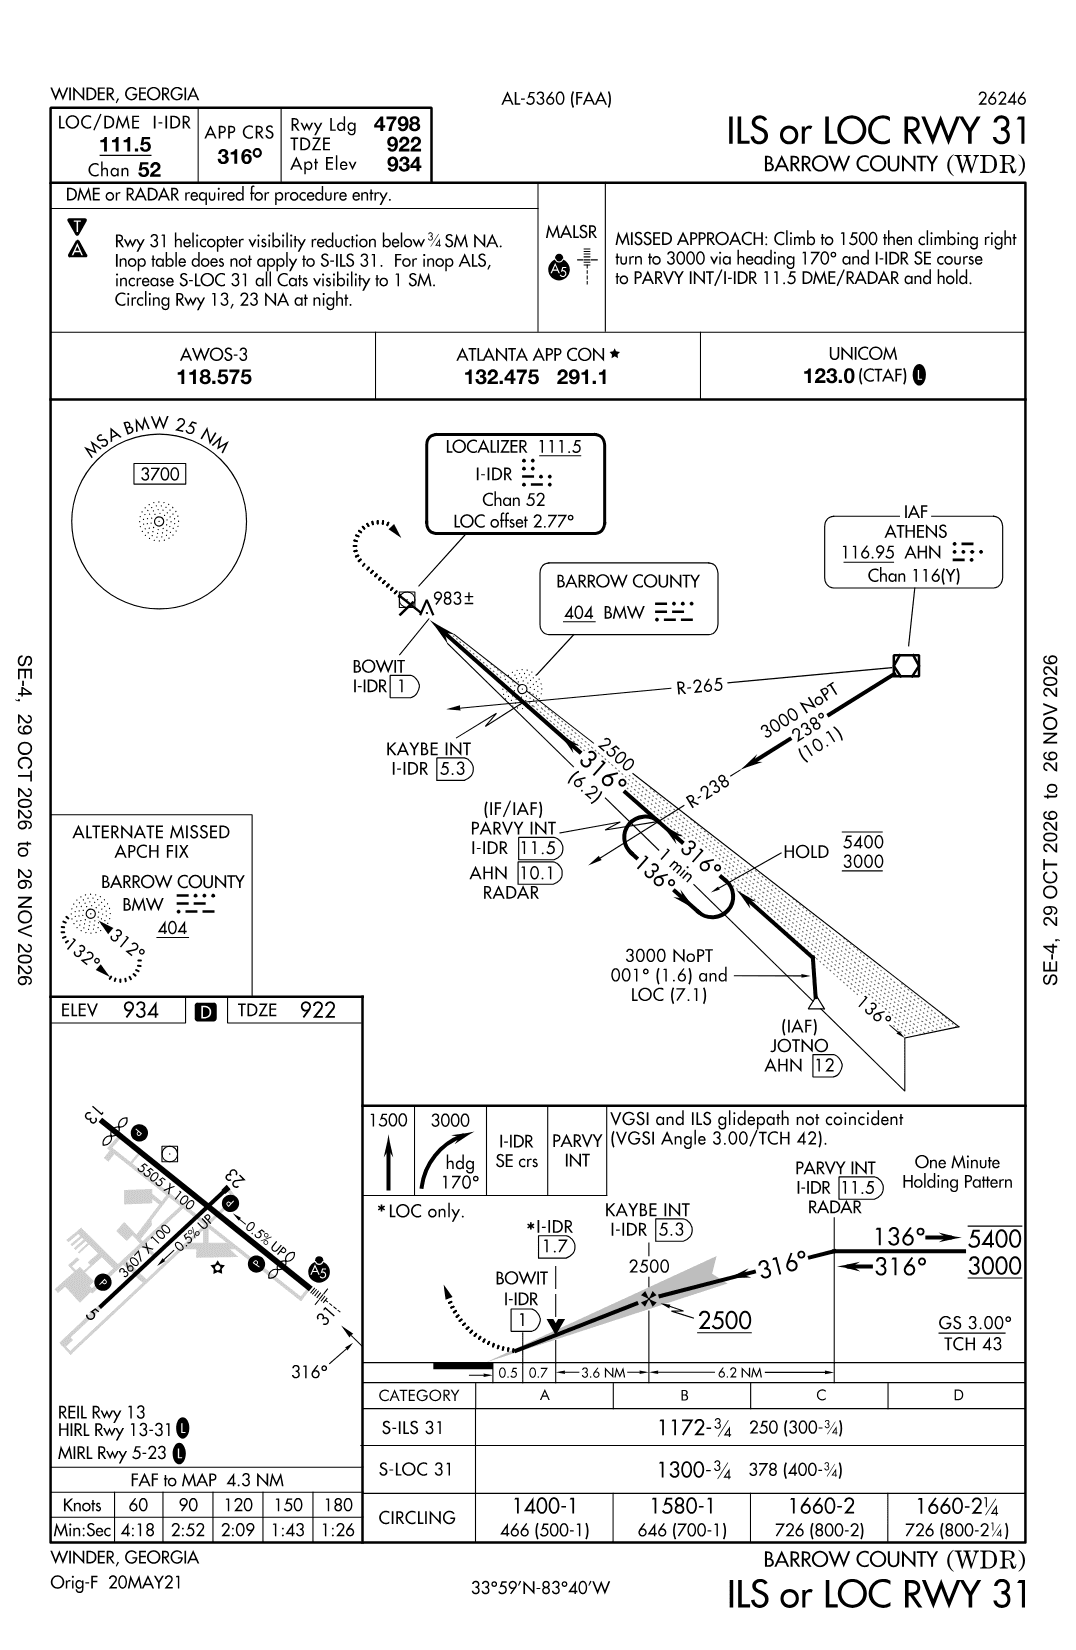 WINDER, GEORGIA
AL-5360 (FAA)
26246
LOC/DME I-IDR
111.5
Chan 52
APP CRS
316°
Rwy Ldg 4798
TDZE 922
Apt Elev 934
ILS or LOC RWY 31
BARROW COUNTY (WDR)
DME or RADAR required for procedure entry.
T
A
Rwy 31 helicopter visibility reduction below ¾ SM NA.
Inop table does not apply to S-ILS 31. For inop ALS,
increase S-LOC 31 all Cats visibility to 1 SM.
Circling Rwy 13, 23 NA at night.
MALSR
A5
MISSED APPROACH: Climb to 1500 then climbing right
turn to 3000 via heading 170° and I-IDR SE course
to PARVY INT/I-IDR 11.5 DME/RADAR and hold.
AWOS-3
118.575
ATLANTA APP CON ★
132.475 291.1
UNICOM
123.0 (CTAF) L
MSA BMW 25 NM
3700
LOCALIZER 111.5
I-IDR
Chan 52
LOC offset 2.77°
IAF
ATHENS
116.95 AHN
Chan 116(Y)
BARROW COUNTY
404 BMW
983±
BOWIT
I-IDR 1
R-265
KAYBE INT
I-IDR 5.3
3000 NoPT
238°
(10.1)
2500
316°
(6.2)
R-238
(IF/IAF)
PARVY INT
I-IDR 11.5
AHN 10.1
RADAR
316°
1 min
136°
HOLD
5400
3000
3000 NoPT
001° (1.6) and
LOC (7.1)
136°
(IAF)
JOTNO
AHN 12
SE-4, 29 OCT 2026 to 26 NOV 2026
SE-4, 29 OCT 2026 to 26 NOV 2026
ALTERNATE MISSED
APCH FIX
BARROW COUNTY
BMW
404
312°
132°
ELEV 934
D
TDZE 922
13
P
5505 X 100
23
P
0.5% UP
0.5% UP
3607 X 100
P
P
A5
5
31
316°
REIL Rwy 13
HIRL Rwy 13-31 L
MIRL Rwy 5-23 L
FAF to MAP 4.3 NM
Knots 60 90 120 150 180
Min:Sec 4:18 2:52 2:09 1:43 1:26
1500
3000
hdg
170°
I-IDR
SE crs
PARVY
INT
VGSI and ILS glidepath not coincident
(VGSI Angle 3.00/TCH 42).
*LOC only.
*I-IDR
1.7
BOWIT
I-IDR
1
KAYBE INT
I-IDR 5.3
2500
2500
PARVY INT
I-IDR 11.5
RADAR
One Minute
Holding Pattern
316°
136°
316°
5400
3000
GS 3.00°
TCH 43
0.5 0.7 3.6 NM 6.2 NM
CATEGORY A B C D
S-ILS 31 1172-¾ 250 (300-¾)
S-LOC 31 1300-¾ 378 (400-¾)
CIRCLING
1400-1
466 (500-1)
1580-1
646 (700-1)
1660-2
726 (800-2)
1660-2¼
726 (800-2¼)
WINDER, GEORGIA
Orig-F 20MAY21
33°59'N-83°40'W
BARROW COUNTY (WDR)
ILS or LOC RWY 31